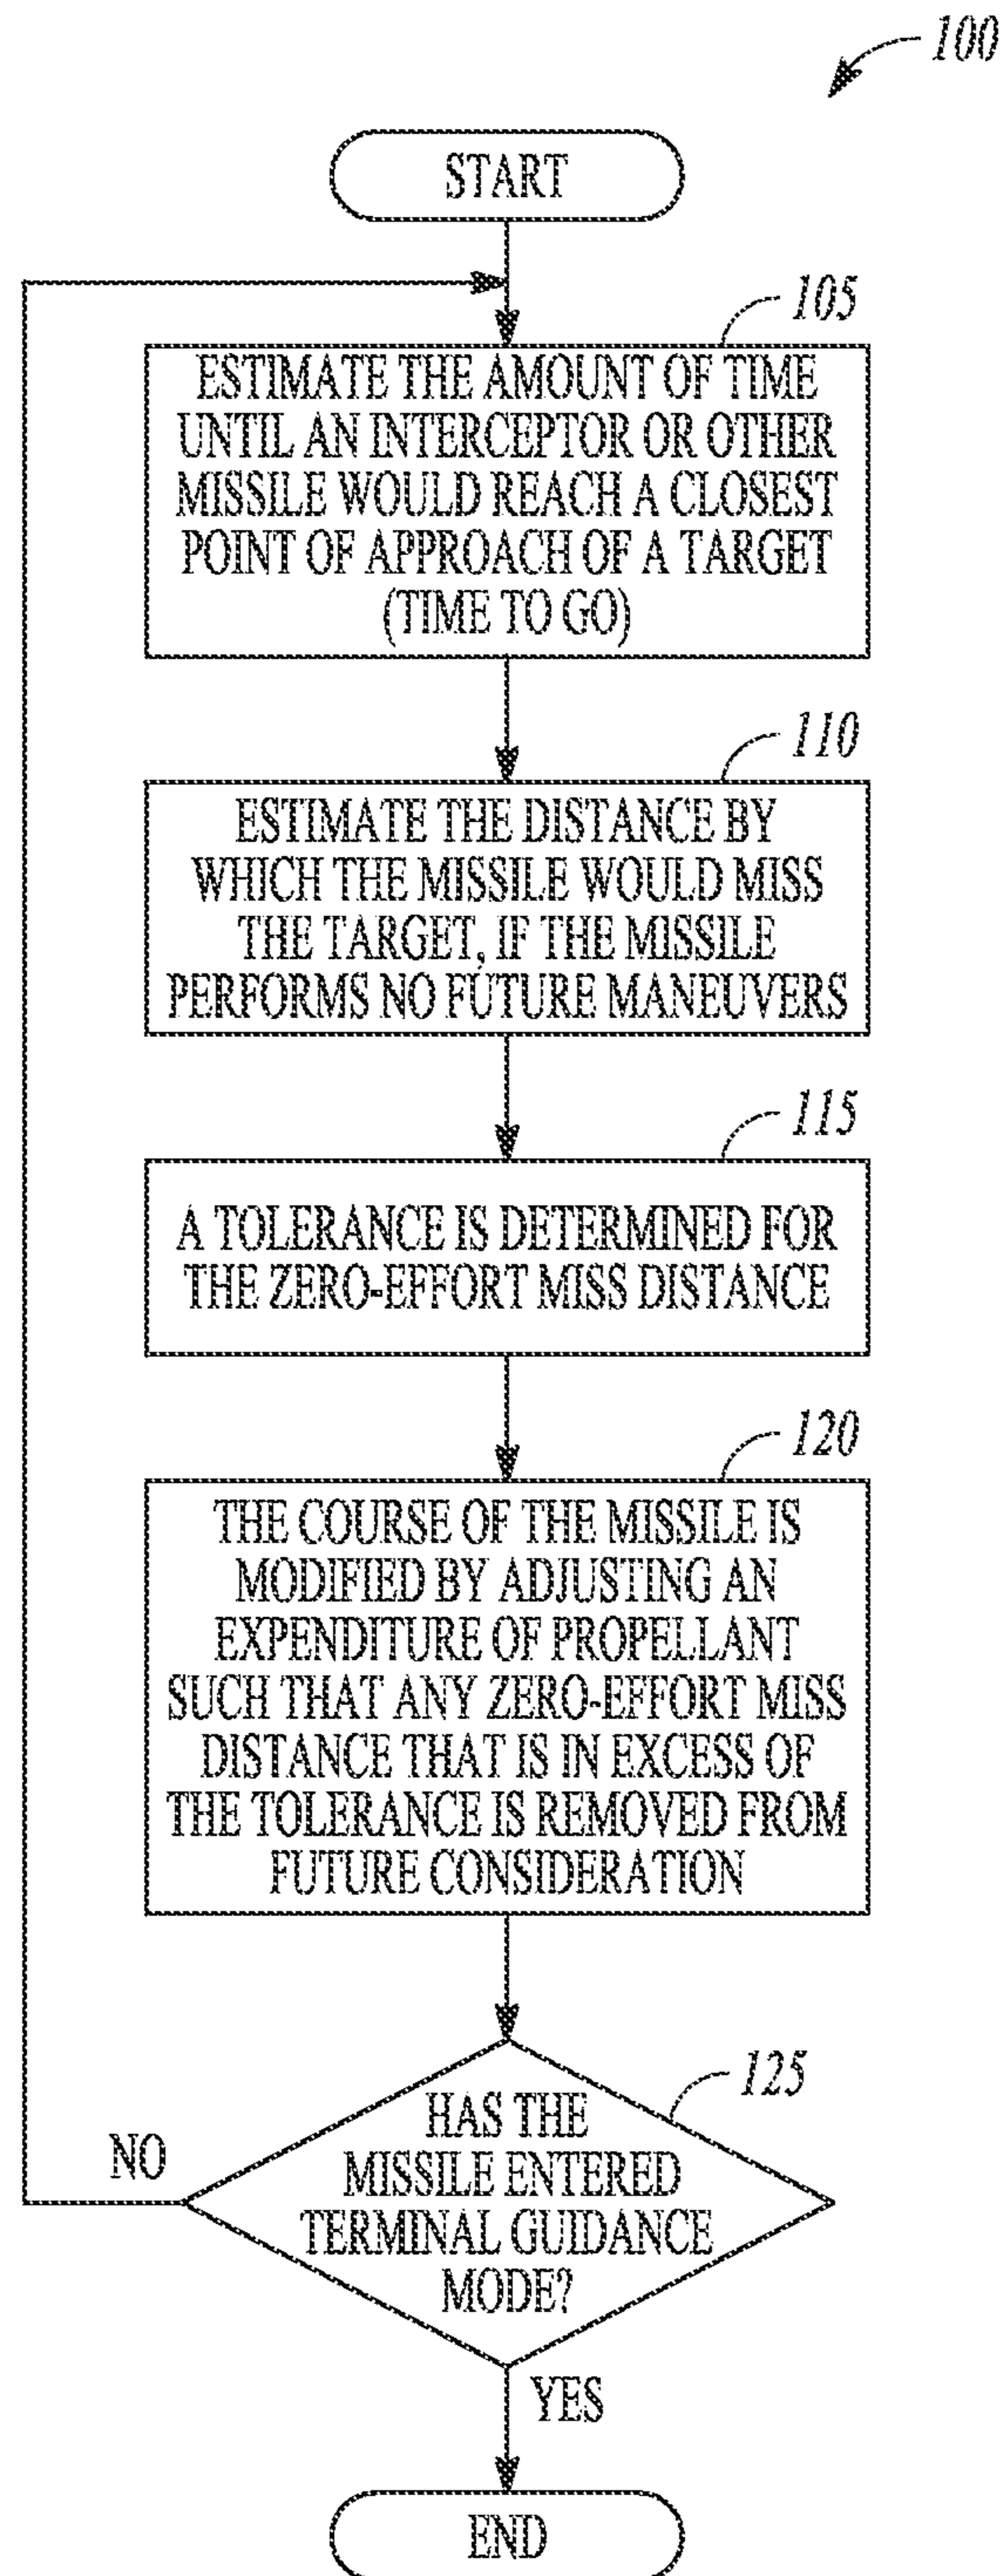 100
START
105
ESTIMATE THE AMOUNT OF TIME
UNTIL AN INTERCEPTOR OR OTHER
MISSILE WOULD REACH A CLOSEST
POINT OF APPROACH OF A TARGET
(TIME TO GO)
110
ESTIMATE THE DISTANCE BY
WHICH THE MISSILE WOULD MISS
THE TARGET, IF THE MISSILE
PERFORMS NO FUTURE MANEUVERS
115
A TOLERANCE IS DETERMINED FOR
THE ZERO-EFFORT MISS DISTANCE
120
THE COURSE OF THE MISSILE IS
MODIFIED BY ADJUSTING AN
EXPENDITURE OF PROPELLANT
SUCH THAT ANY ZERO-EFFORT MISS
DISTANCE THAT IS IN EXCESS OF
THE TOLERANCE IS REMOVED FROM
FUTURE CONSIDERATION
125
HAS THE
MISSILE ENTERED
TERMINAL GUIDANCE
MODE?
NO
YES
END